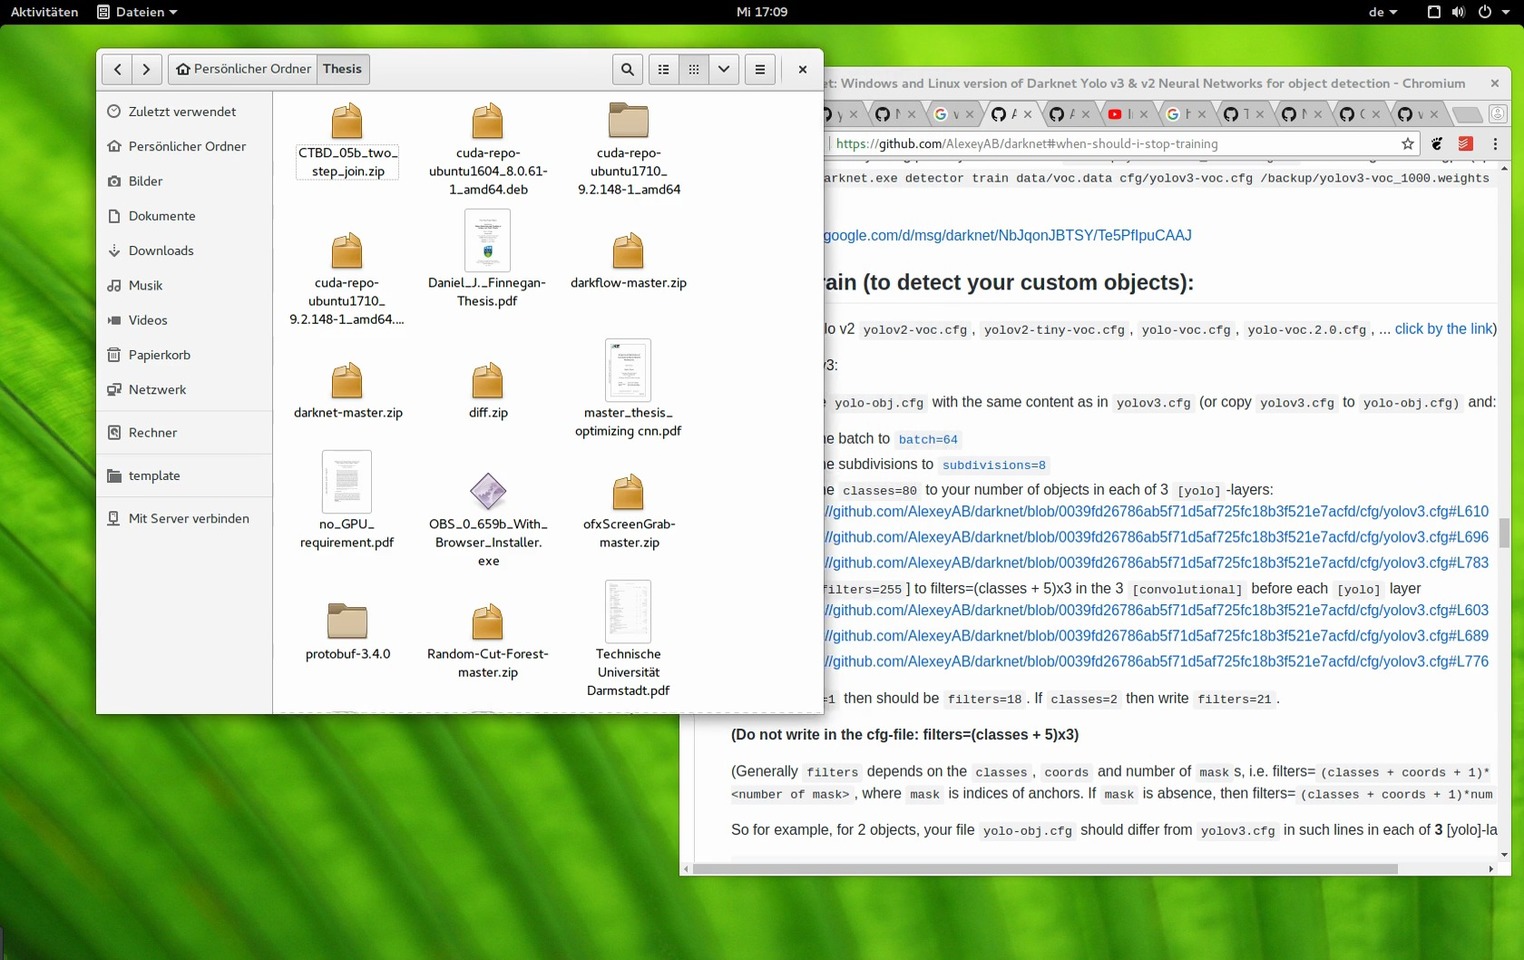 Aktivitäten
Dateien
Mi 17:09
de
Persönlicher Ordner
Thesis
Zuletzt verwendet
Persönlicher Ordner
Bilder
Dokumente
Downloads
Musik
Videos
Papierkorb
Netzwerk
Rechner
template
Mit Server verbinden
CTBD_05b_two_
step_join.zip
cuda-repo-
ubuntu1604_8.0.61-
1_amd64.deb
cuda-repo-
ubuntu1710_
9.2.148-1_amd64
cuda-repo-
ubuntu1710_
9.2.148-1_amd64....
Daniel_J._Finnegan-
Thesis.pdf
darkflow-master.zip
darknet-master.zip
diff.zip
master_thesis_
optimizing cnn.pdf
no_GPU_
requirement.pdf
OBS_0_659b_With_
Browser_Installer.
exe
ofxScreenGrab-
master.zip
protobuf-3.4.0
Random-Cut-Forest-
master.zip
Technische
Universität
Darmstadt.pdf
et: Windows and Linux version of Darknet Yolo v3 & v2 Neural Networks for object detection - Chromium
https://github.com/AlexeyAB/darknet#when-should-i-stop-training
arknet.exe detector train data/voc.data cfg/yolov3-voc.cfg /backup/yolov3-voc_1000.weights
google.com/d/msg/darknet/NbJqonJBTSY/Te5PfIpuCAAJ
rain (to detect your custom objects):
lo v2 yolov2-voc.cfg , yolov2-tiny-voc.cfg , yolo-voc.cfg , yolo-voc.2.0.cfg , ... click by the link)
v3:
e yolo-obj.cfg with the same content as in yolov3.cfg (or copy yolov3.cfg to yolo-obj.cfg) and:
ne batch to batch=64
ne subdivisions to subdivisions=8
ne classes=80 to your number of objects in each of 3 [yolo] -layers:
//github.com/AlexeyAB/darknet/blob/0039fd26786ab5f71d5af725fc18b3f521e7acfd/cfg/yolov3.cfg#L610
//github.com/AlexeyAB/darknet/blob/0039fd26786ab5f71d5af725fc18b3f521e7acfd/cfg/yolov3.cfg#L696
//github.com/AlexeyAB/darknet/blob/0039fd26786ab5f71d5af725fc18b3f521e7acfd/cfg/yolov3.cfg#L783
filters=255 ] to filters=(classes + 5)x3 in the 3 [convolutional] before each [yolo] layer
//github.com/AlexeyAB/darknet/blob/0039fd26786ab5f71d5af725fc18b3f521e7acfd/cfg/yolov3.cfg#L603
//github.com/AlexeyAB/darknet/blob/0039fd26786ab5f71d5af725fc18b3f521e7acfd/cfg/yolov3.cfg#L689
//github.com/AlexeyAB/darknet/blob/0039fd26786ab5f71d5af725fc18b3f521e7acfd/cfg/yolov3.cfg#L776
=1 then should be filters=18 . If classes=2 then write filters=21 .
(Do not write in the cfg-file: filters=(classes + 5)x3)
(Generally filters depends on the classes , coords and number of mask s, i.e. filters= (classes + coords + 1)*
<number of mask> , where mask is indices of anchors. If mask is absence, then filters= (classes + coords + 1)*num
So for example, for 2 objects, your file yolo-obj.cfg should differ from yolov3.cfg in such lines in each of 3 [yolo]-la